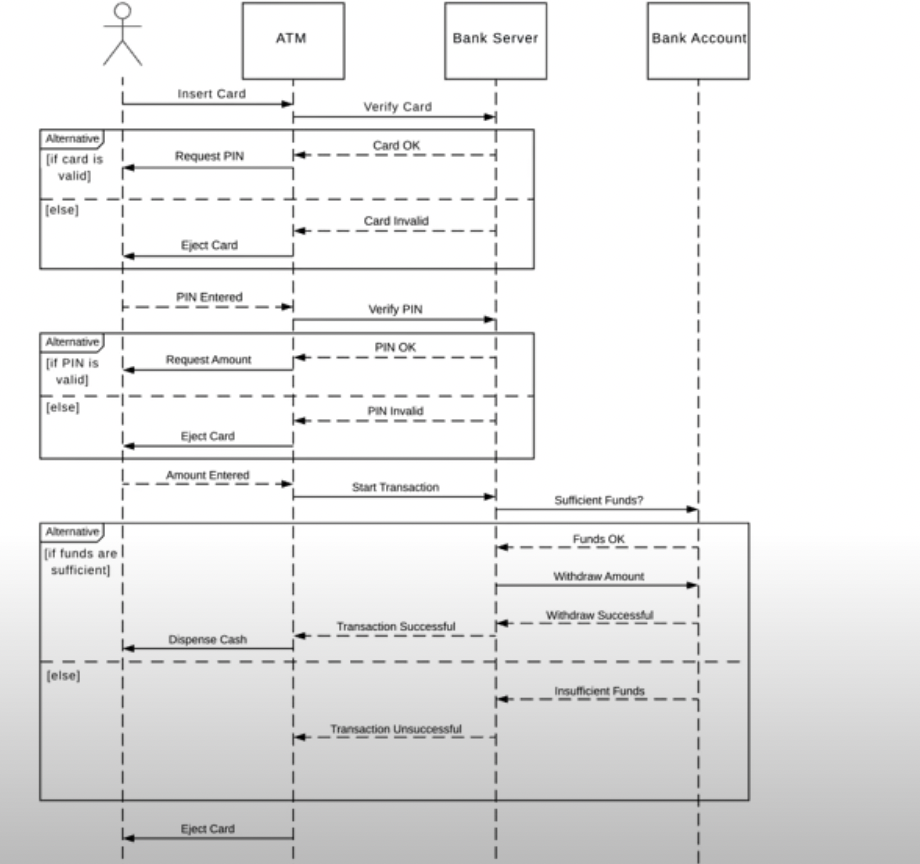 ATM
Bank Server
Bank Account
Insert Card
Verify Card
Alternative
[if card is
valid]
Card OK
Request PIN
[else]
Card Invalid
Eject Card
PIN Entered
Verify PIN
Alternative
[if PIN is
valid]
PIN OK
Request Amount
[else]
PIN Invalid
Eject Card
Amount Entered
Start Transaction
Sufficient Funds?
Alternative
[if funds are
sufficient]
Funds OK
Withdraw Amount
Withdraw Successful
Transaction Successful
Dispense Cash
[else]
Insufficient Funds
Transaction Unsuccessful
Eject Card